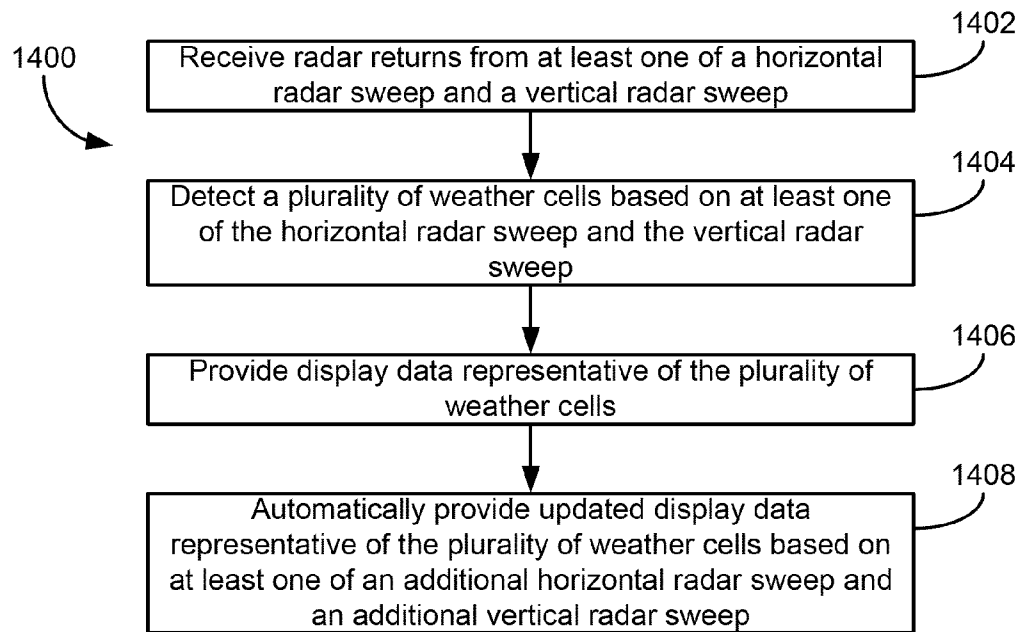 1400
1402
Receive radar returns from at least one of a horizontal
radar sweep and a vertical radar sweep
1404
Detect a plurality of weather cells based on at least one
of the horizontal radar sweep and the vertical radar
sweep
1406
Provide display data representative of the plurality of
weather cells
1408
Automatically provide updated display data
representative of the plurality of weather cells based on
at least one of an additional horizontal radar sweep and
an additional vertical radar sweep